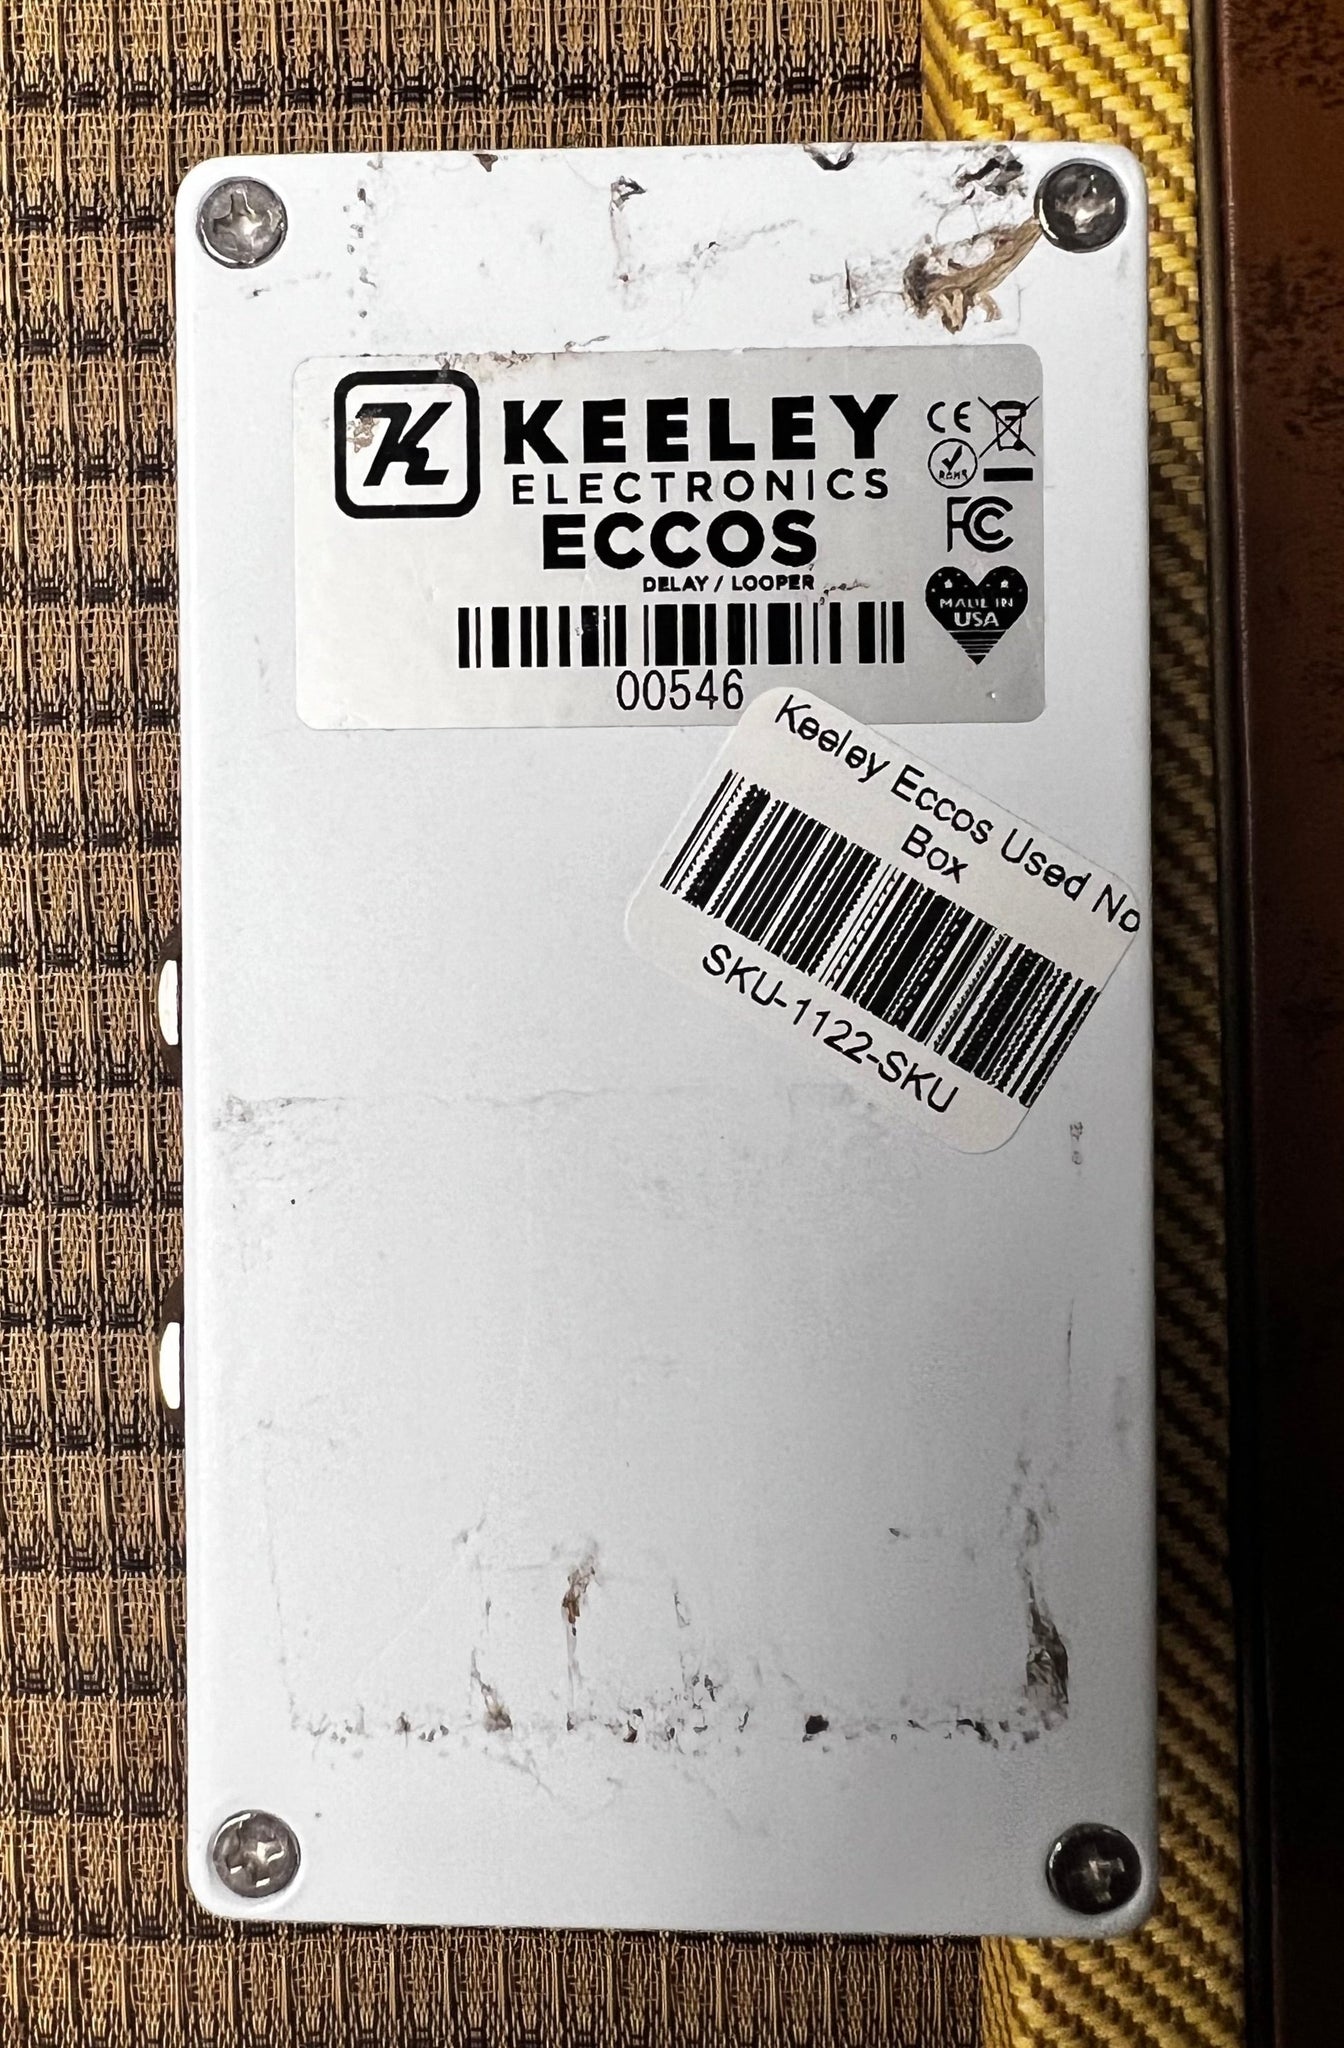 K
KEELEY
ELECTRONICS
ECCOS
DELAY / LOOPER
00546
CE
RoHS
FC
MADE IN
USA
Keeley Eccos Used No
Box
SKU-1122-SKU